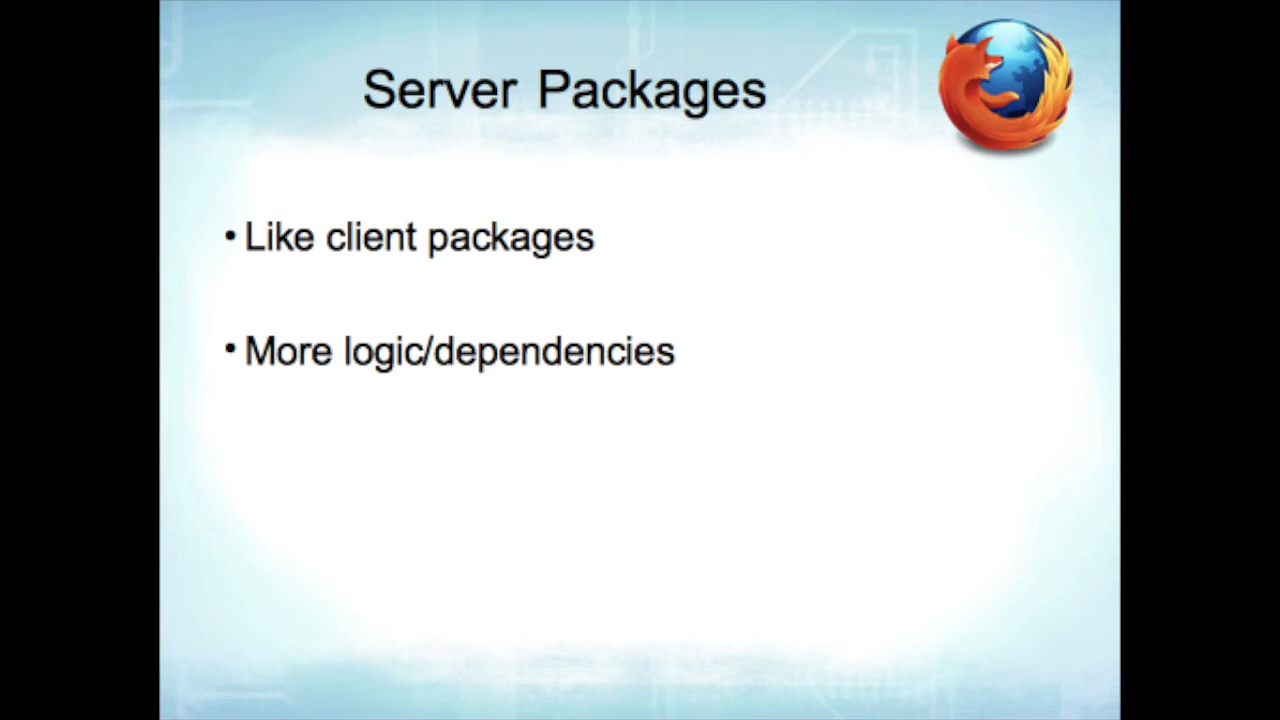 Server Packages
• Like client packages
• More logic/dependencies